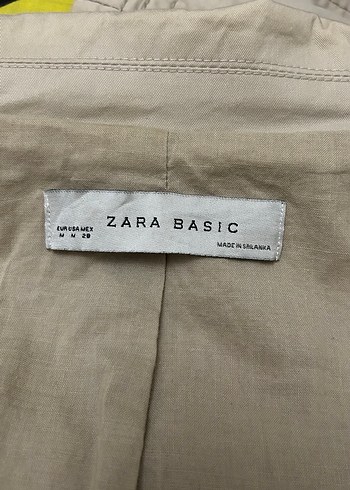 ZARA BASIC
EUR USA MEX
M M 28
MADE IN SRI LANKA